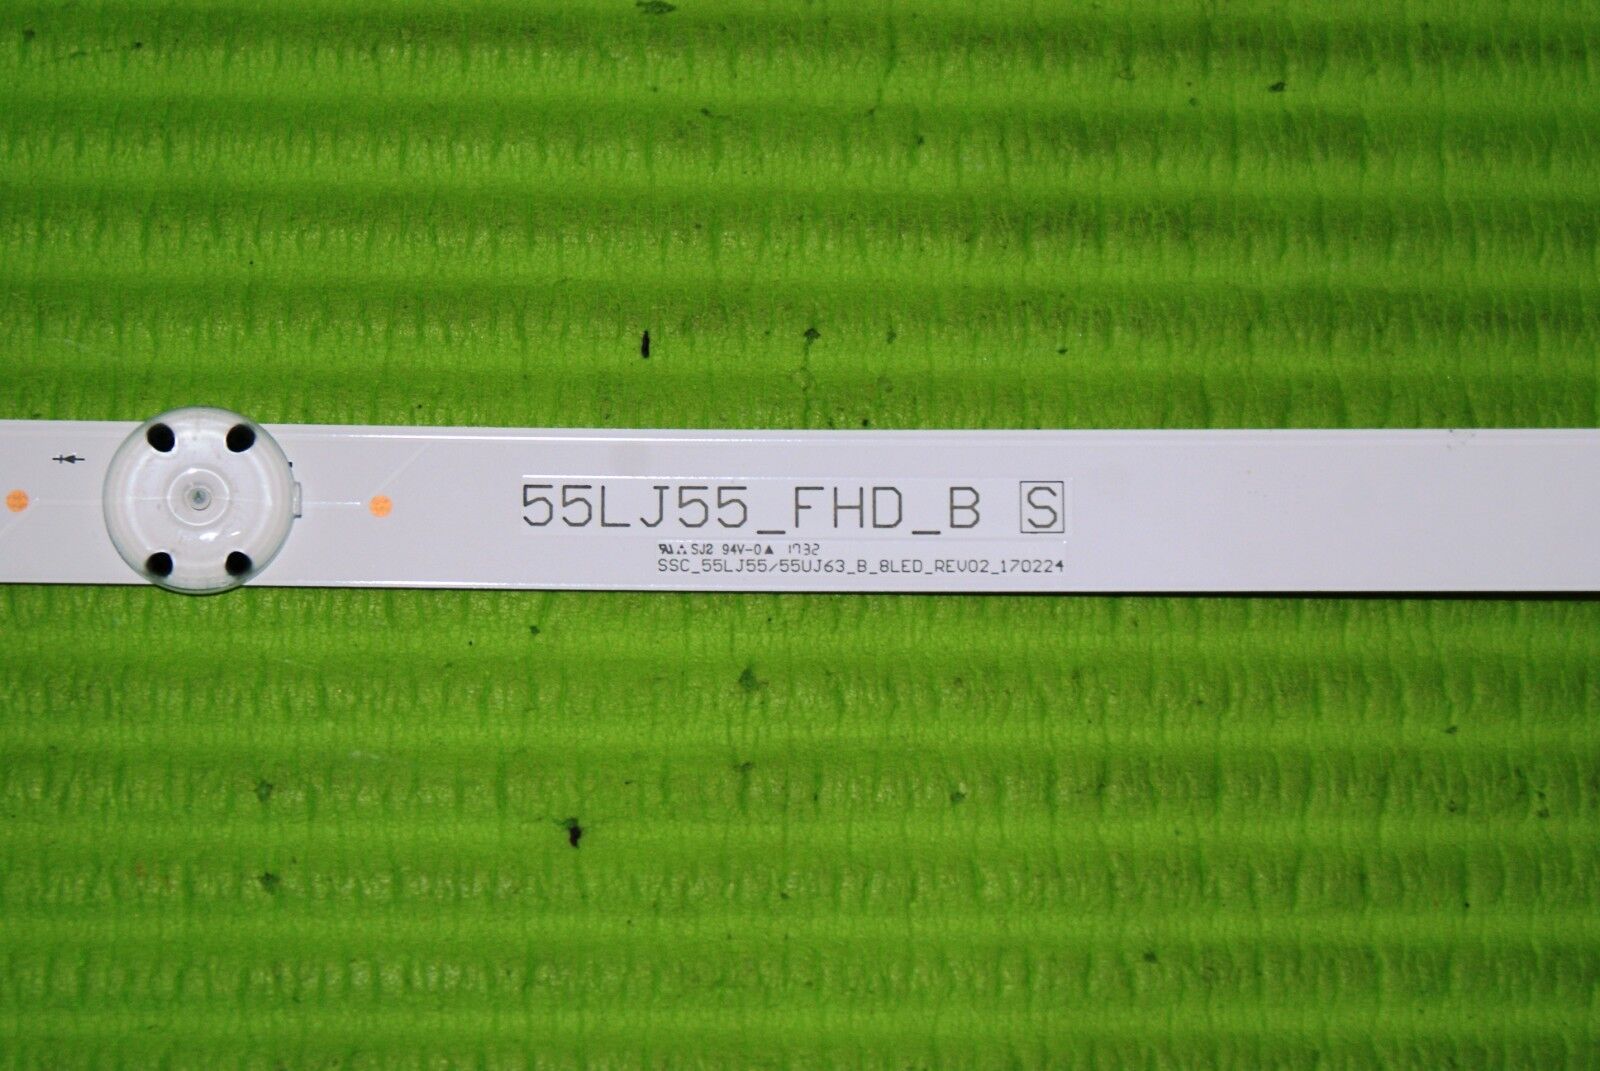 55LJ55_FHD_B S
SJ2 94V-0 1732
SSC_55LJ55/55UJ63_B_8LED_REV02_170224